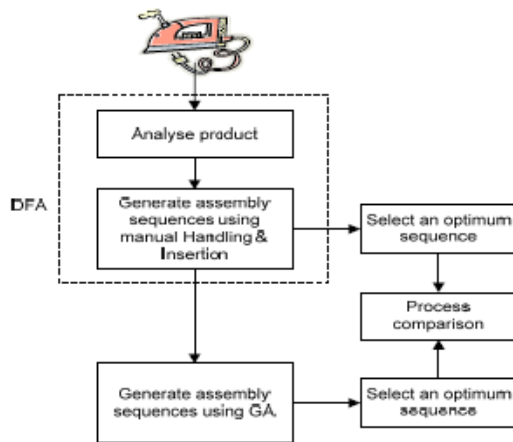 Analyse product
DFA
Generate assembly
sequences using
manual Handling &
Insertion
Select an optimum
sequence
Process
comparison
Generate assembly
sequences using GA.
Select an optimum
sequence